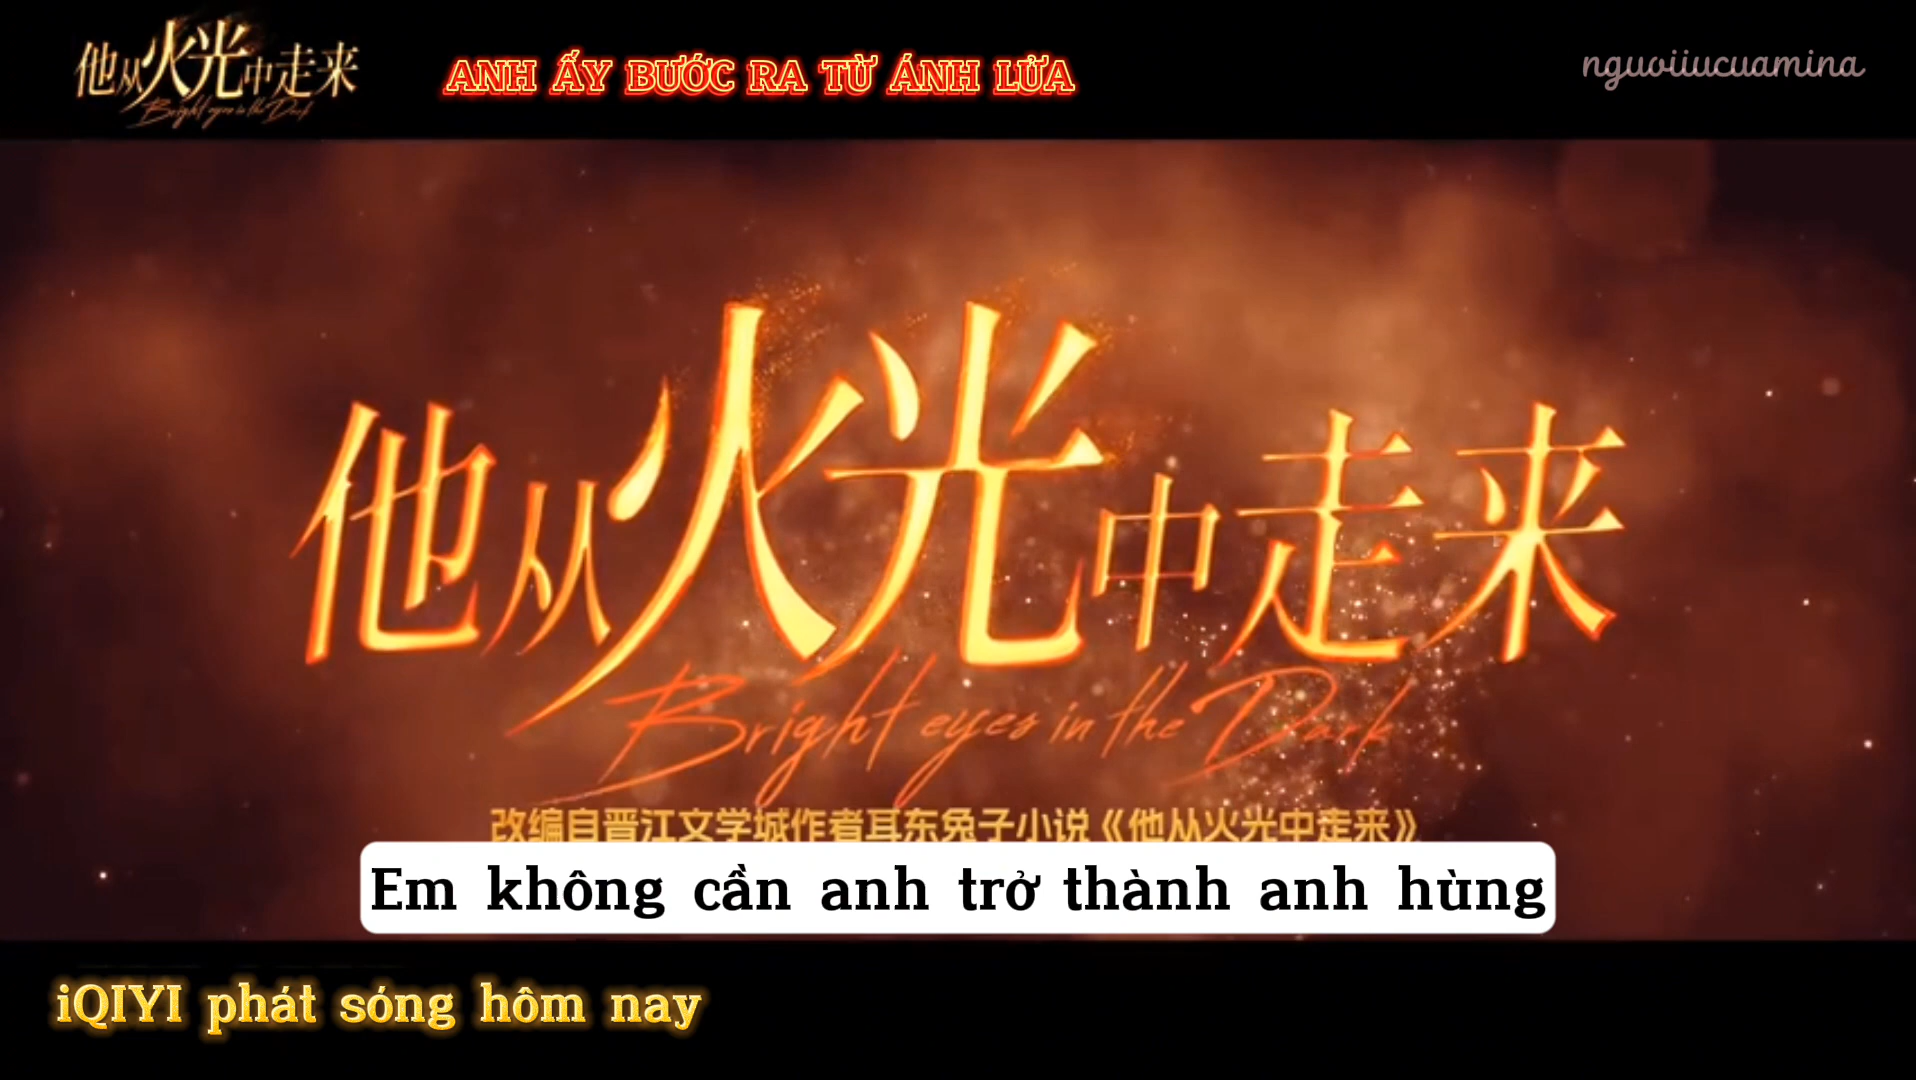 他从火光中走来
Bright eyes in the Dark
ANH ẤY BƯỚC RA TỪ ÁNH LỬA
nguoiiucuamina
他从火光中走来
Bright eyes in the Dark
改编自晋江文学城作者耳东兔子小说《他从火光中走来》
Em không cần anh trở thành anh hùng
iQIYI phát sóng hôm nay